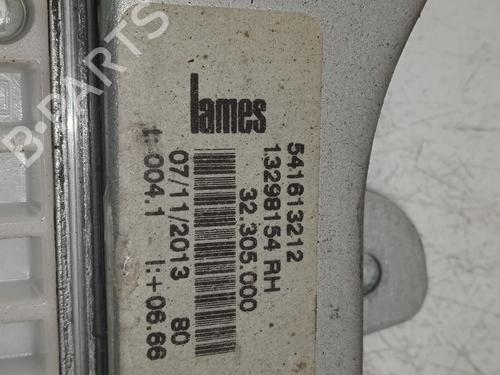 lames
541613212
13298154 RH
32.305.000
07/11/2013 80
t:004.1 l:+06.66
B-PARTS